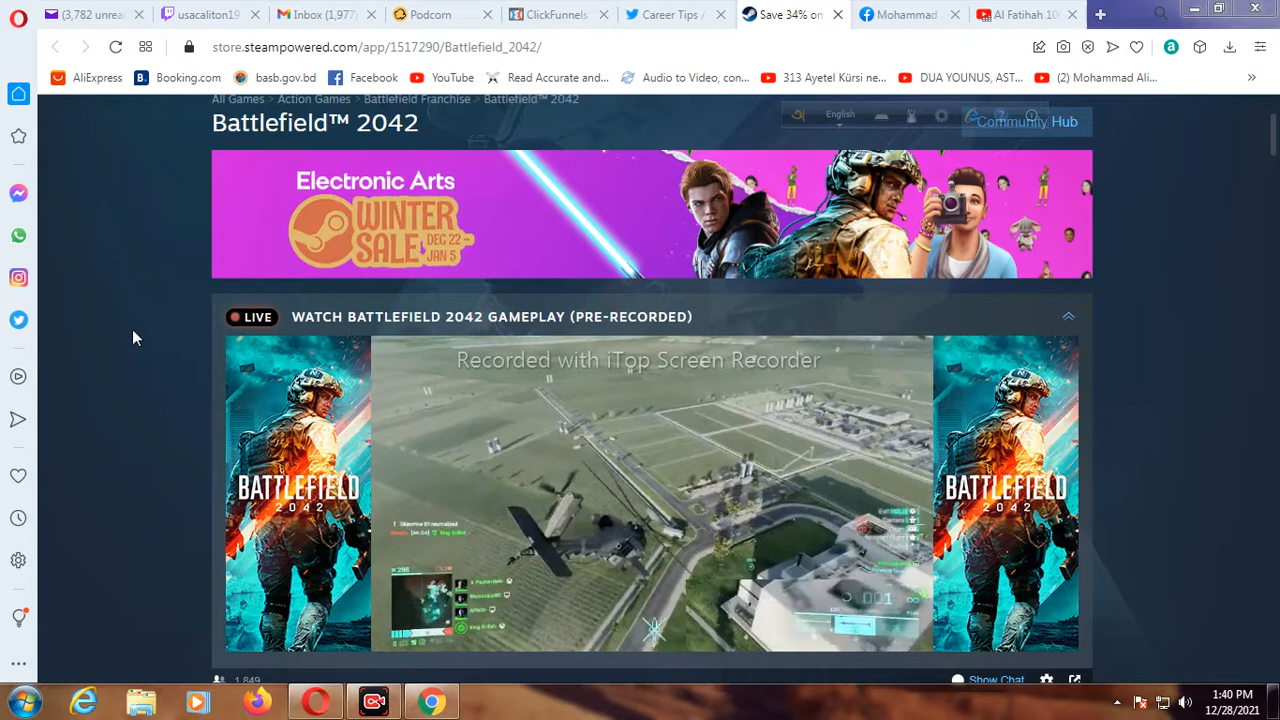 (3,782 unrea
usacaliton19
Inbox (1,977)
Podcorn
ClickFunnels
Career Tips /
Save 34% on
Mohammad
Al Fatihah 10
store.steampowered.com/app/1517290/Battlefield_2042/
AliExpress
Booking.com
basb.gov.bd
Facebook
YouTube
Read Accurate and...
Audio to Video, con...
313 Ayetel Kürsi ne...
DUA YOUNUS, AST...
(2) Mohammad Ali...
All Games > Action Games > Battlefield Franchise > Battlefield™ 2042
Battlefield™ 2042
English
Community Hub
Electronic Arts
WINTER
SALE
DEC 22 –
JAN 5
LIVE
WATCH BATTLEFIELD 2042 GAMEPLAY (PRE-RECORDED)
Recorded with iTop Screen Recorder
BATTLEFIELD
2042
BATTLEFIELD
2042
Objective D1 neutralized
001
1,849
Show Chat
1:40 PM
12/28/2021